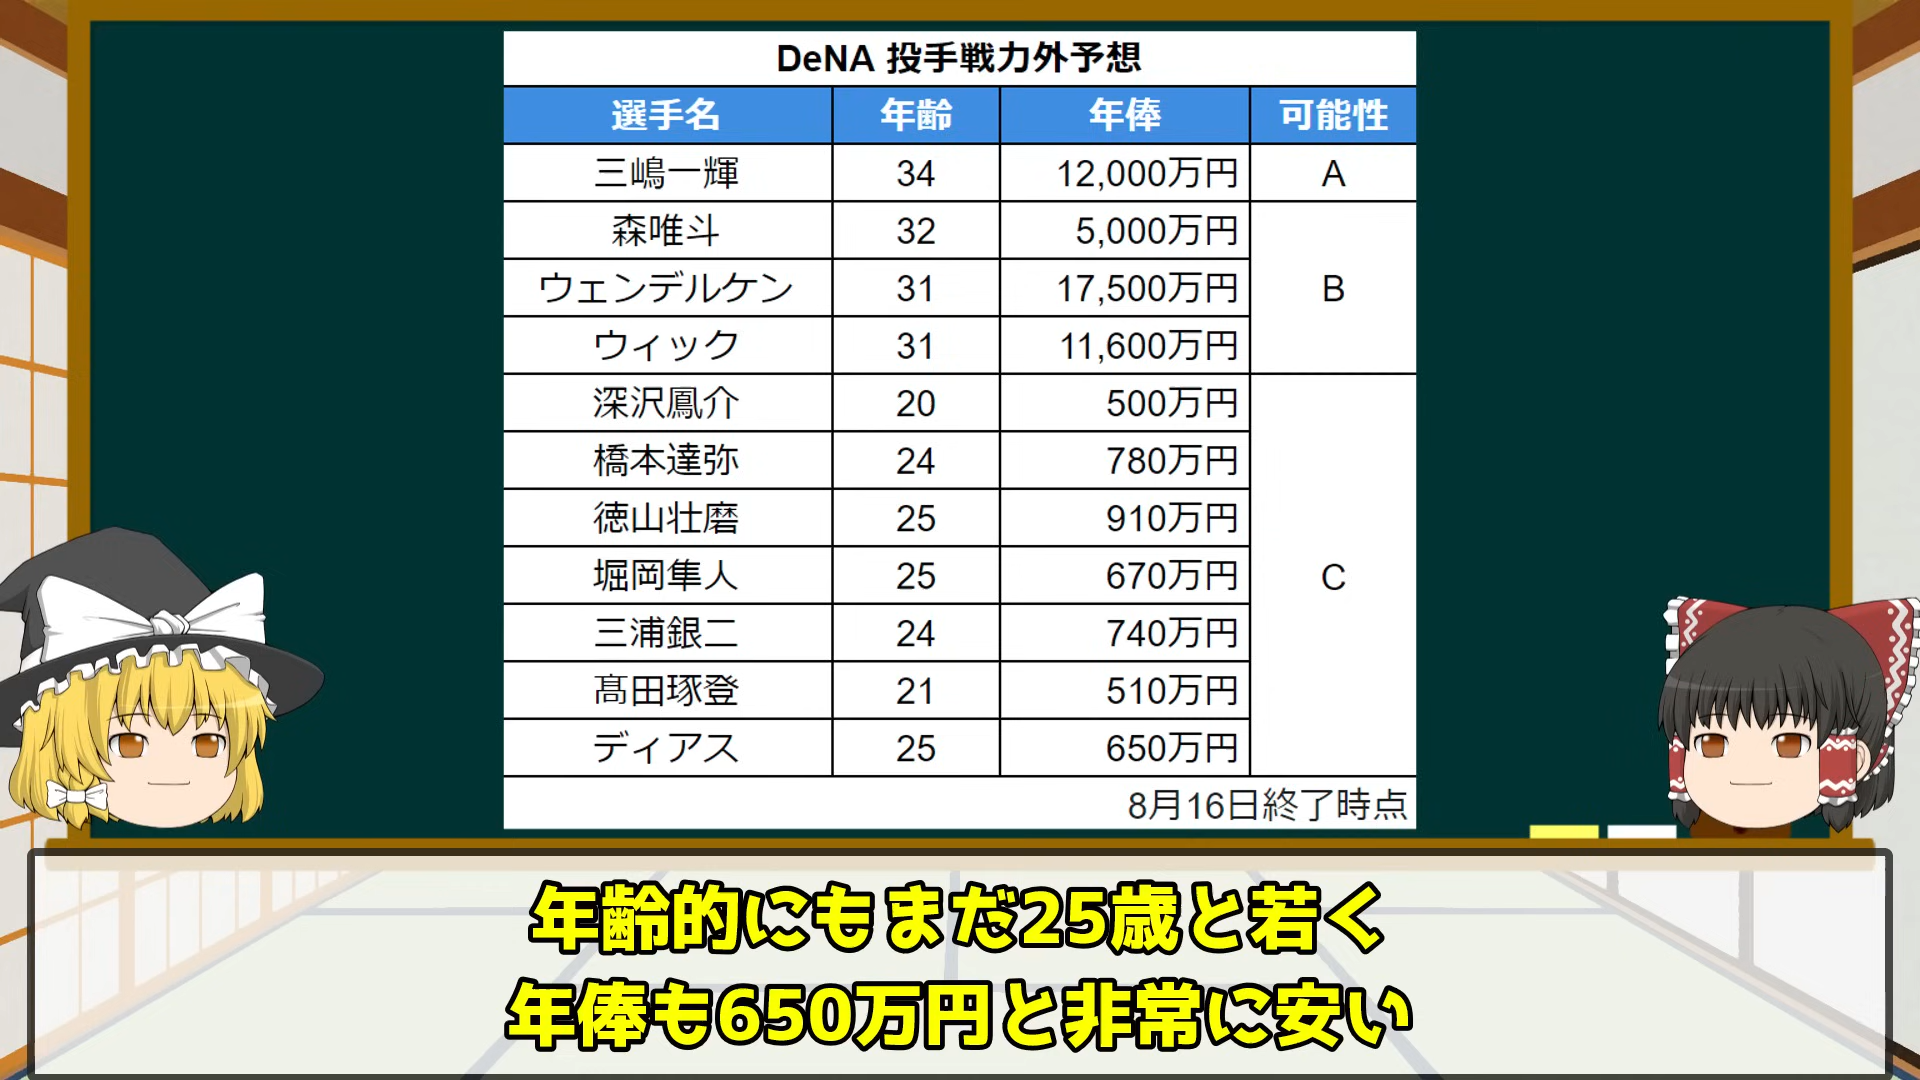 DeNA 投手戦力外予想
選手名 年齢 年俸 可能性
三嶋一輝 34 12,000万円 A
森唯斗 32 5,000万円
ウェンデルケン 31 17,500万円 B
ウィック 31 11,600万円
深沢鳳介 20 500万円
橋本達弥 24 780万円
徳山壮磨 25 910万円
堀岡隼人 25 670万円 C
三浦銀二 24 740万円
髙田琢登 21 510万円
ディアス 25 650万円
8月16日終了時点
年齢的にもまだ25歳と若く
年俸も650万円と非常に安い